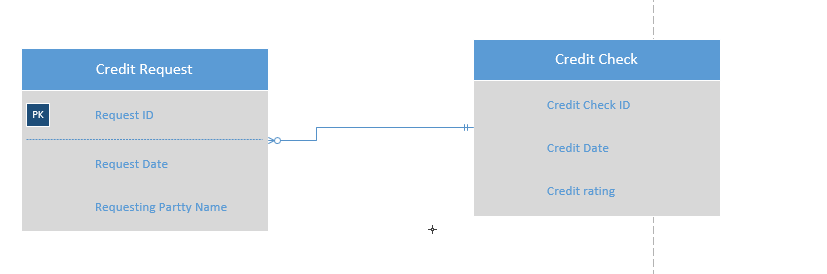 Credit Request
PK
Request ID
Request Date
Requesting Partty Name
Credit Check
Credit Check ID
Credit Date
Credit rating